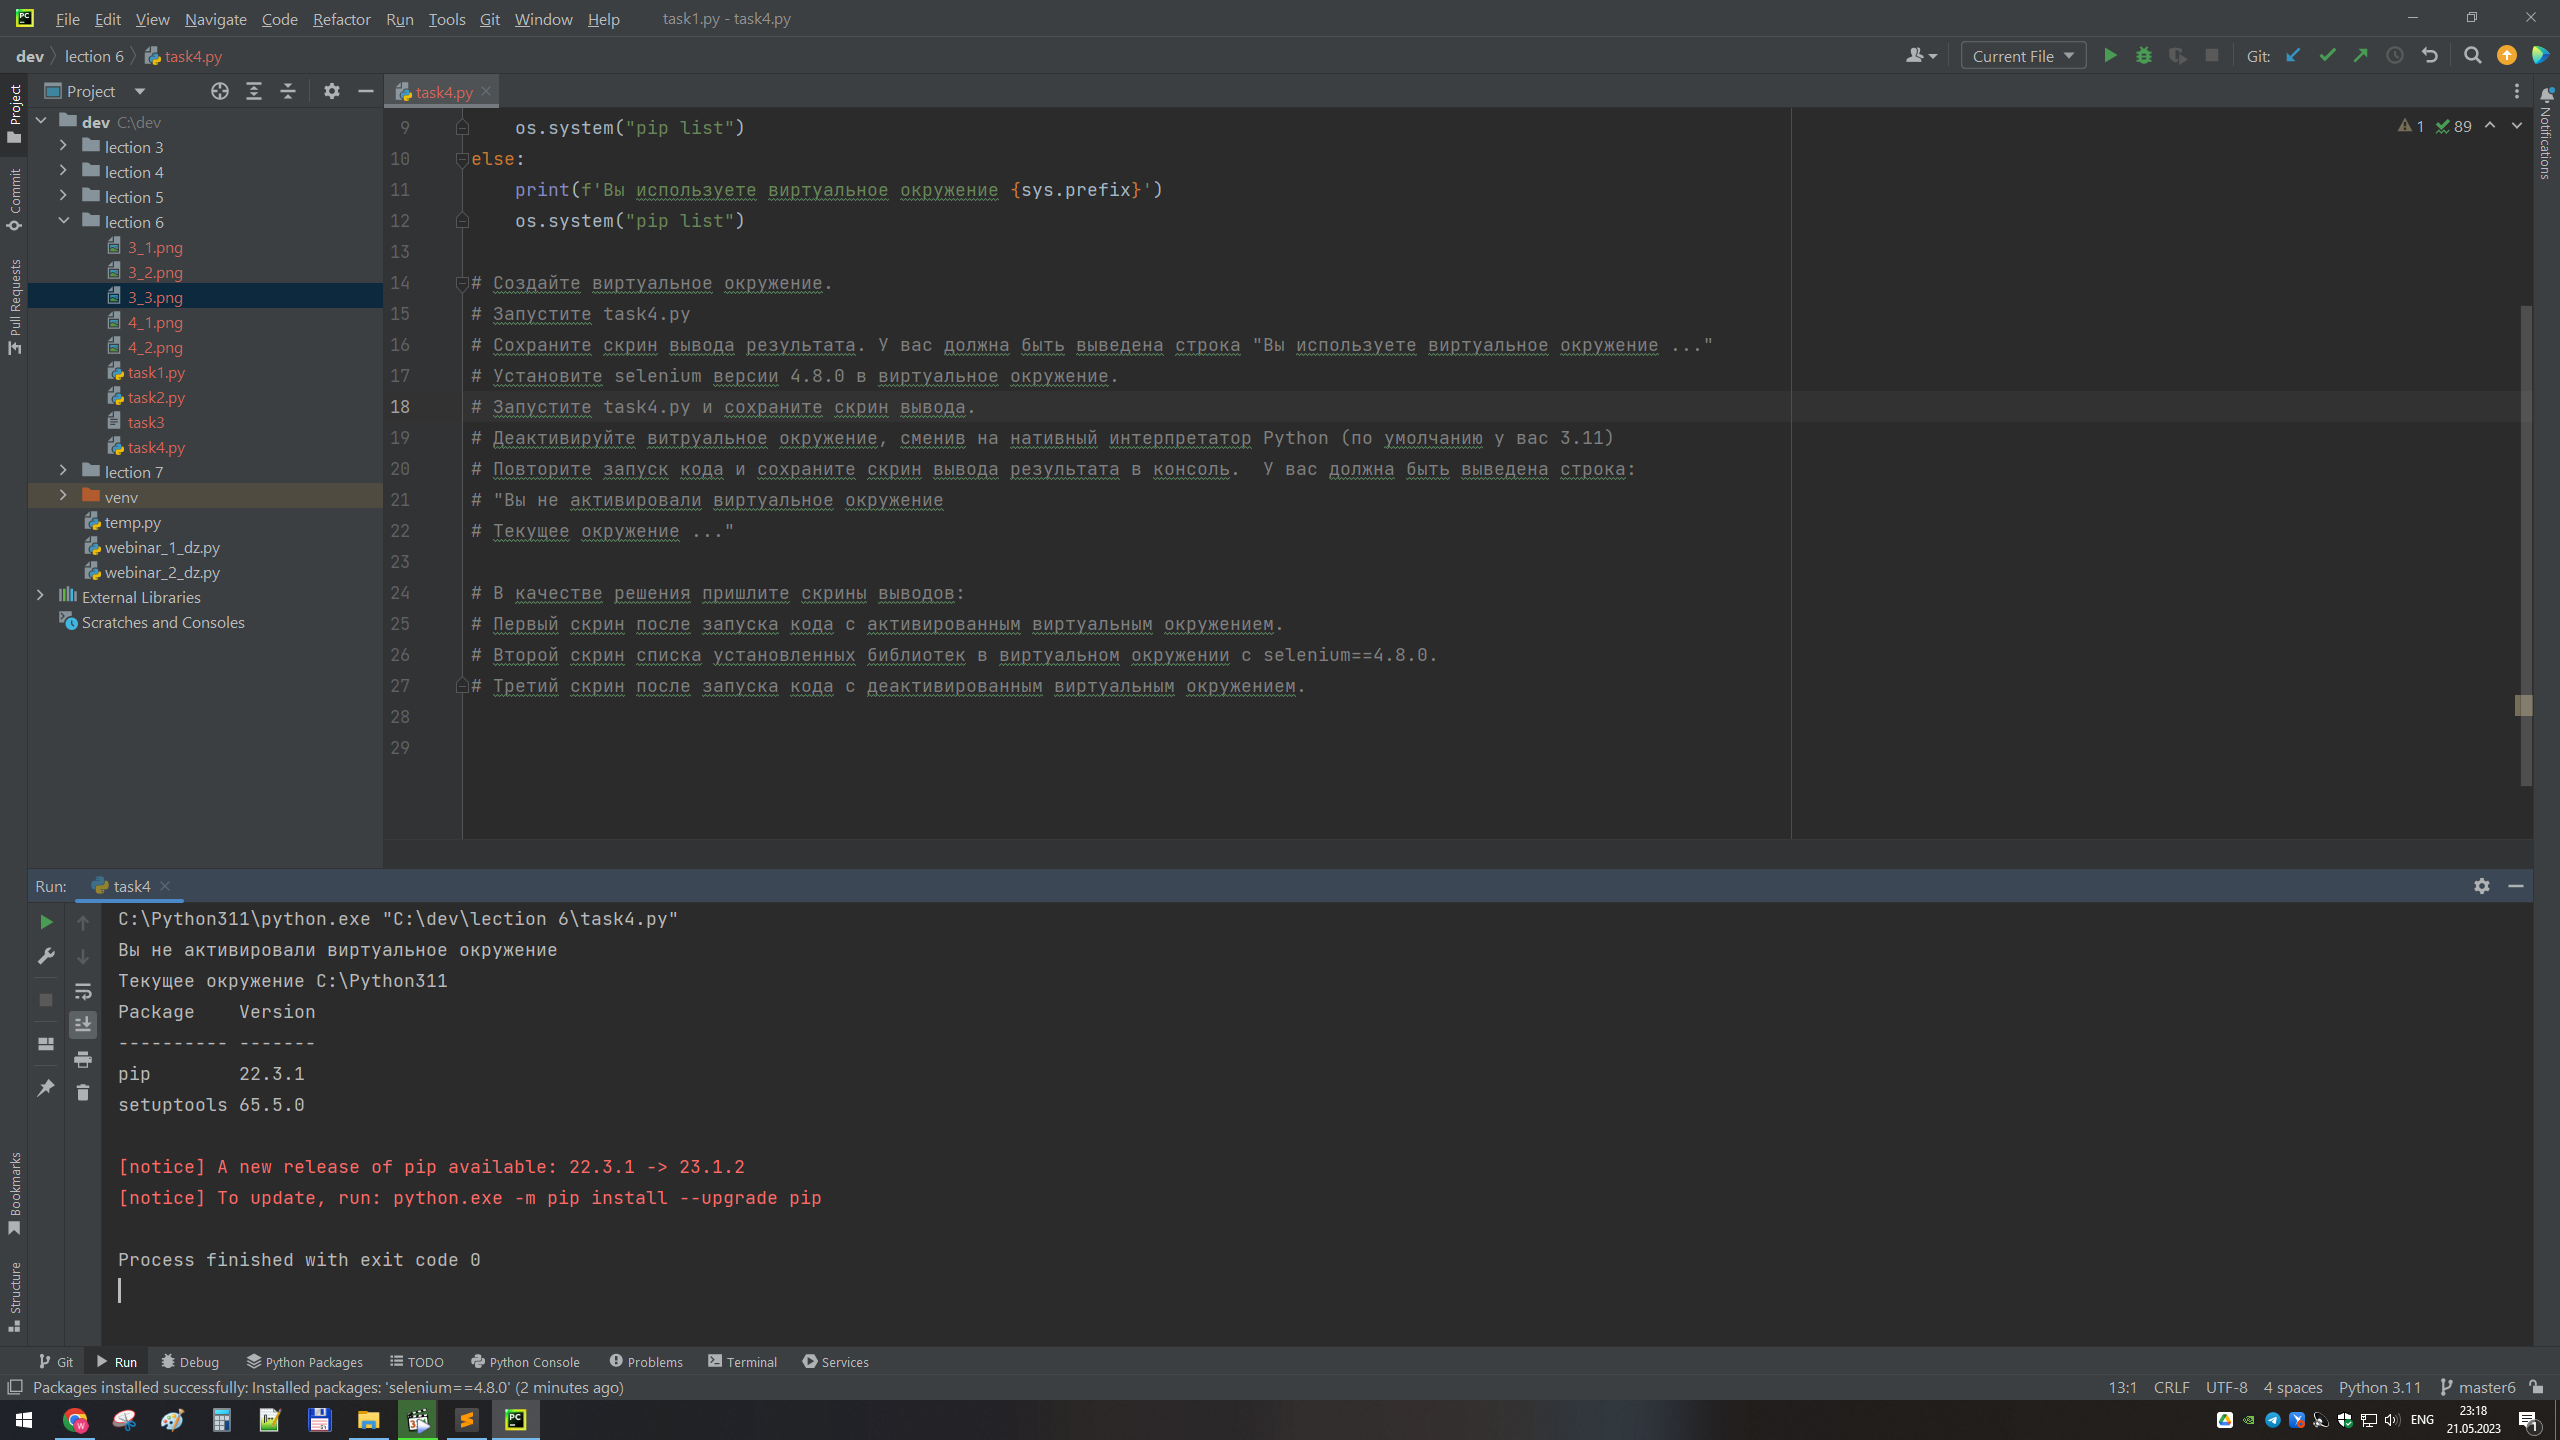 File Edit View Navigate Code Refactor Run Tools Git Window Help task1.py - task4.py
dev lection 6 task4.py Current File Git:
Project
task4.py
dev C:\dev
lection 3
lection 4
lection 5
lection 6
3_1.png
3_2.png
3_3.png
4_1.png
4_2.png
task1.py
task2.py
task3
task4.py
lection 7
venv
temp.py
webinar_1_dz.py
webinar_2_dz.py
External Libraries
Scratches and Consoles
Project
Commit
Pull Requests
Bookmarks
Structure
Notifications
1 89
9 os.system("pip list")
10 else:
11 print(f'Вы используете виртуальное окружение {sys.prefix}')
12 os.system("pip list")
13
14 # Создайте виртуальное окружение.
15 # Запустите task4.py
16 # Сохраните скрин вывода результата. У вас должна быть выведена строка "Вы используете виртуальное окружение ..."
17 # Установите selenium версии 4.8.0 в виртуальное окружение.
18 # Запустите task4.py и сохраните скрин вывода.
19 # Деактивируйте витруальное окружение, сменив на нативный интерпретатор Python (по умолчанию у вас 3.11)
20 # Повторите запуск кода и сохраните скрин вывода результата в консоль.  У вас должна быть выведена строка:
21 # "Вы не активировали виртуальное окружение
22 # Текущее окружение ..."
23
24 # В качестве решения пришлите скрины выводов:
25 # Первый скрин после запуска кода с активированным виртуальным окружением.
26 # Второй скрин списка установленных библиотек в виртуальном окружении с selenium==4.8.0.
27 # Третий скрин после запуска кода с деактивированным виртуальным окружением.
28
29
Run: task4
C:\Python311\python.exe "C:\dev\lection 6\task4.py"
Вы не активировали виртуальное окружение
Текущее окружение C:\Python311
Package    Version
---------- -------
pip        22.3.1
setuptools 65.5.0
[notice] A new release of pip available: 22.3.1 -> 23.1.2
[notice] To update, run: python.exe -m pip install --upgrade pip
Process finished with exit code 0
Git Run Debug Python Packages TODO Python Console Problems Terminal Services
Packages installed successfully: Installed packages: 'selenium==4.8.0' (2 minutes ago) 13:1 CRLF UTF-8 4 spaces Python 3.11 master6
ENG 23:18
21.05.2023
1